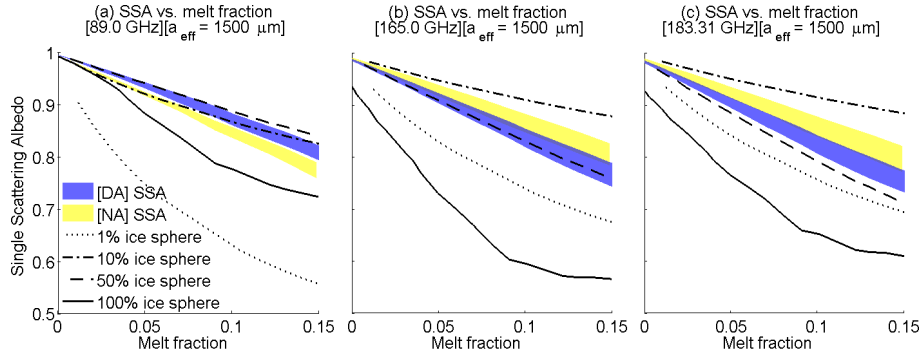 (a) SSA vs. melt fraction
[89.0 GHz][a eff = 1500 μm]
(b) SSA vs. melt fraction
[165.0 GHz][a eff = 1500 μm]
(c) SSA vs. melt fraction
[183.31 GHz][a eff = 1500 μm]
Single Scattering Albedo
1
0.9
0.8
0.7
0.6
0.5
[DA] SSA
[NA] SSA
1% ice sphere
10% ice sphere
50% ice sphere
100% ice sphere
0 0.05 0.1 0.15
Melt fraction
0 0.05 0.1 0.15
Melt fraction
0 0.05 0.1 0.15
Melt fraction